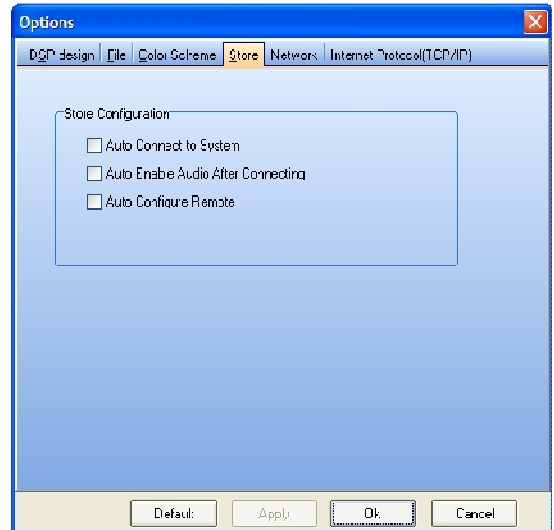 Options
DSP design File Color Scheme Store Network Internet Protocol(TCP/IP)
Store Configuration
Auto Connect to System
Auto Enable Audio After Connecting
Auto Configure Remote
Default Apply Ok Cancel